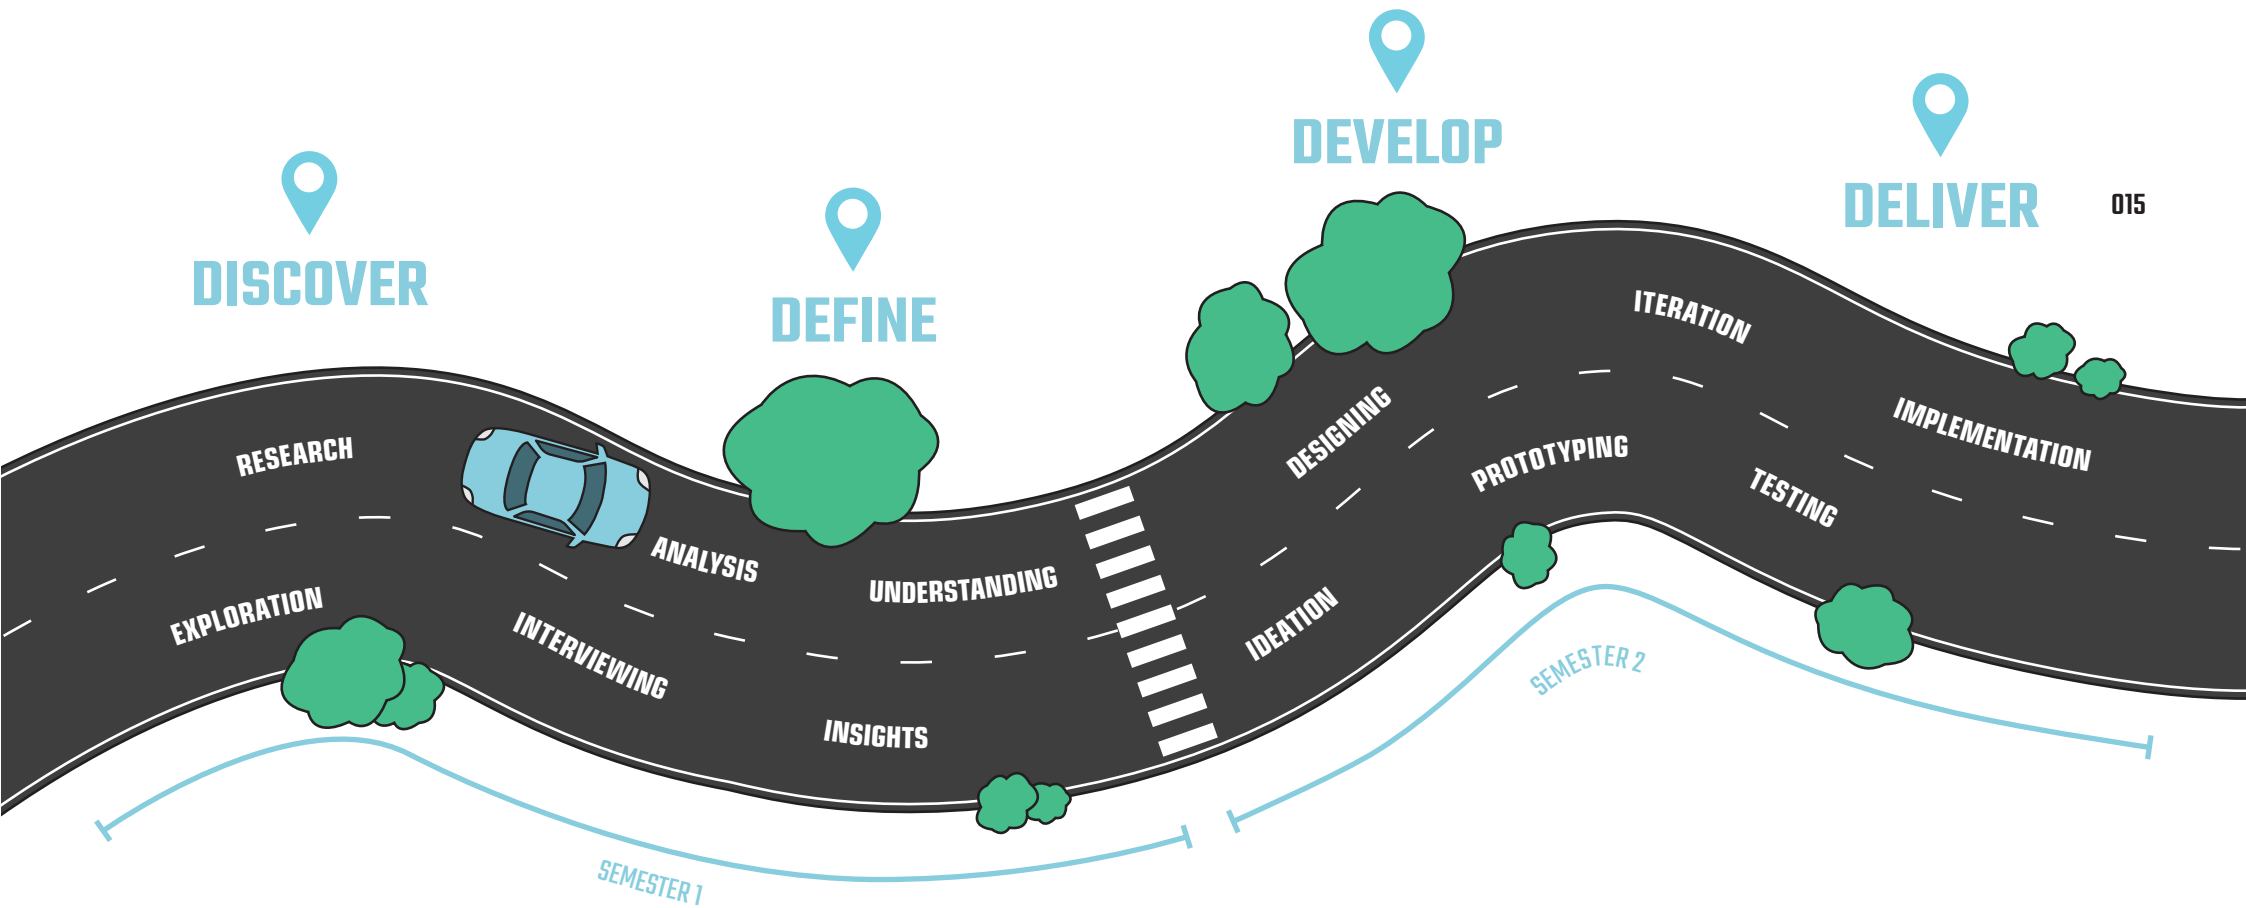 DISCOVER
DEFINE
DEVELOP
DELIVER
015
RESEARCH
EXPLORATION
INTERVIEWING
ANALYSIS
UNDERSTANDING
INSIGHTS
IDEATION
DESIGNING
PROTOTYPING
ITERATION
TESTING
IMPLEMENTATION
SEMESTER 1
SEMESTER 2